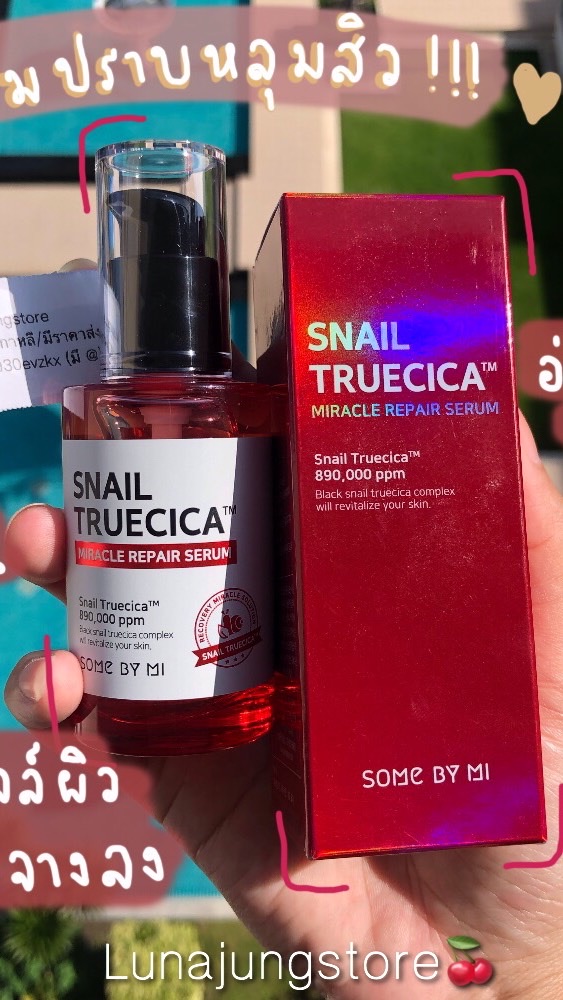 ปราบหลุมสิว !!!
SNAIL
TRUECICA™
MIRACLE REPAIR SERUM
Snail Truecica™
890,000 ppm
Black snail truecica complex
will revitalize your skin.
SOME BY MI
SNAIL
TRUECICA™
MIRACLE REPAIR SERUM
Snail Truecica™
890,000 ppm
Black snail truecica complex
will revitalize your skin.
RECOVERY MIRACLE SOLUTION
SNAIL TRUECICA
SOME BY MI
ผิว
จางลง
Lunajungstore